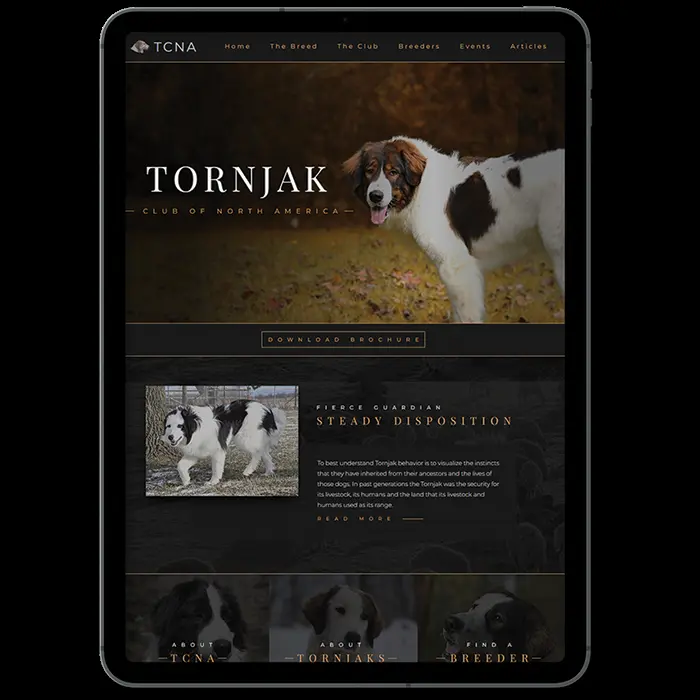 TCNA
Home The Breed The Club Breeders Events Articles
TORNJAK
CLUB OF NORTH AMERICA
DOWNLOAD BROCHURE
FIERCE GUARDIAN
STEADY DISPOSITION
To best understand Tornjak behavior is to visualize the instincts
that they have inherited from their ancestors and the lives of
those dogs. In past generations the Tornjak was the security for
its livestock, its humans and the land that its livestock and
humans used as its range.
READ MORE
ABOUT
TCNA
ABOUT
TORNJAKS
FIND A
BREEDER